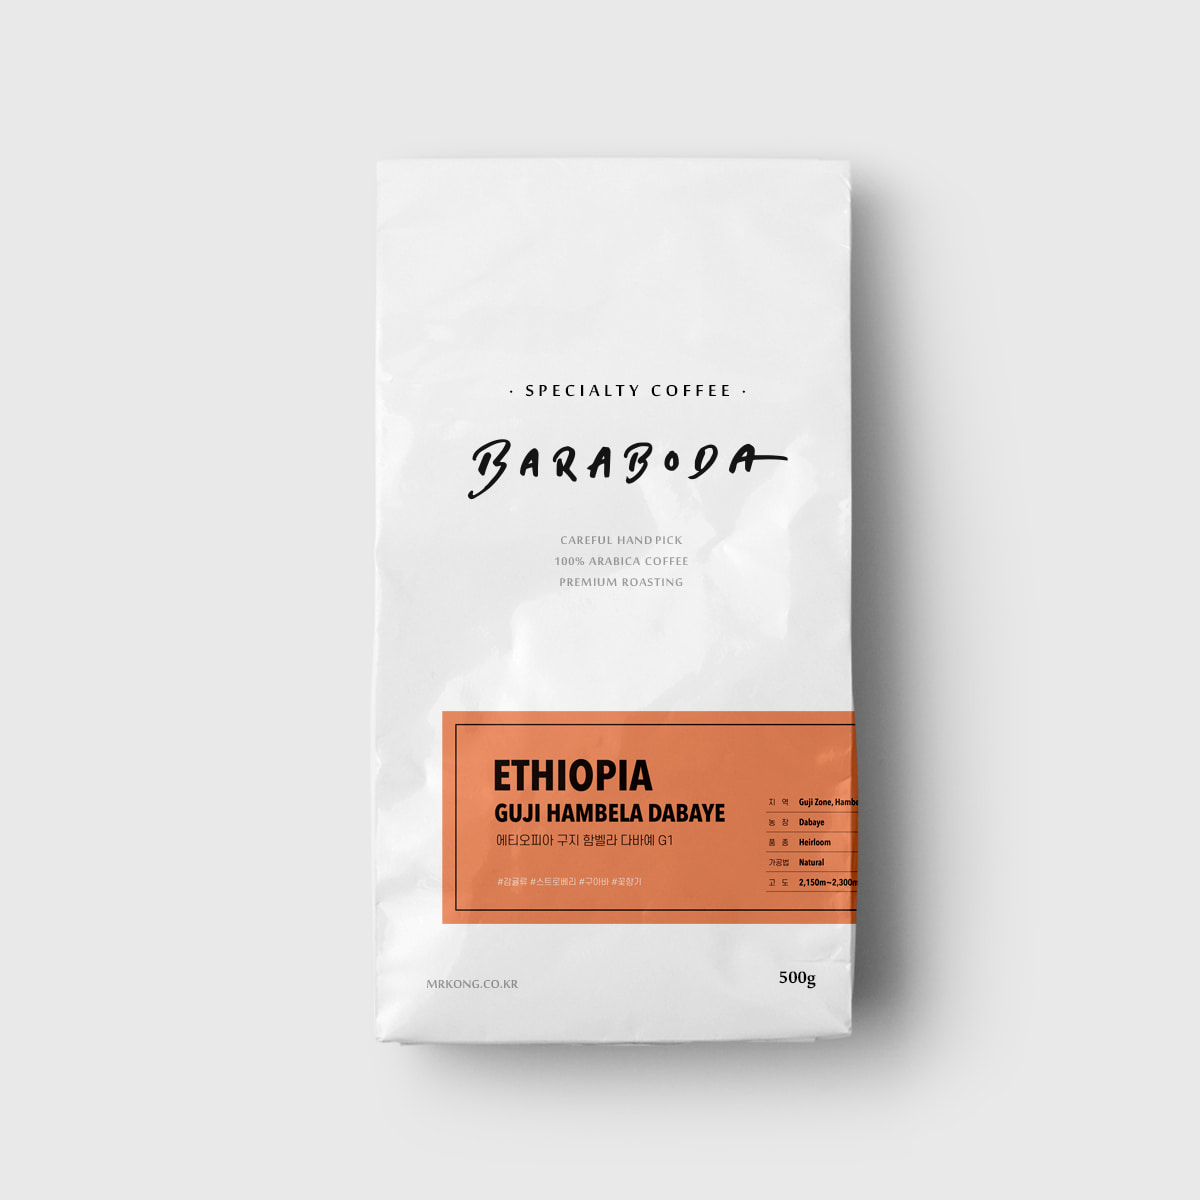 · SPECIALTY COFFEE ·
BARABODA
CAREFUL HAND PICK
100% ARABICA COFFEE
PREMIUM ROASTING
ETHIOPIA
GUJI HAMBELA DABAYE
에티오피아 구지 함벨라 다바예 G1
#감귤류 #스트로베리 #구아바 #꽃향기
지 역 Guji Zone, Hambe
농 장 Dabaye
품 종 Heirloom
가공법 Natural
고 도 2,150m~2,300m
MRKONG.CO.KR
500g